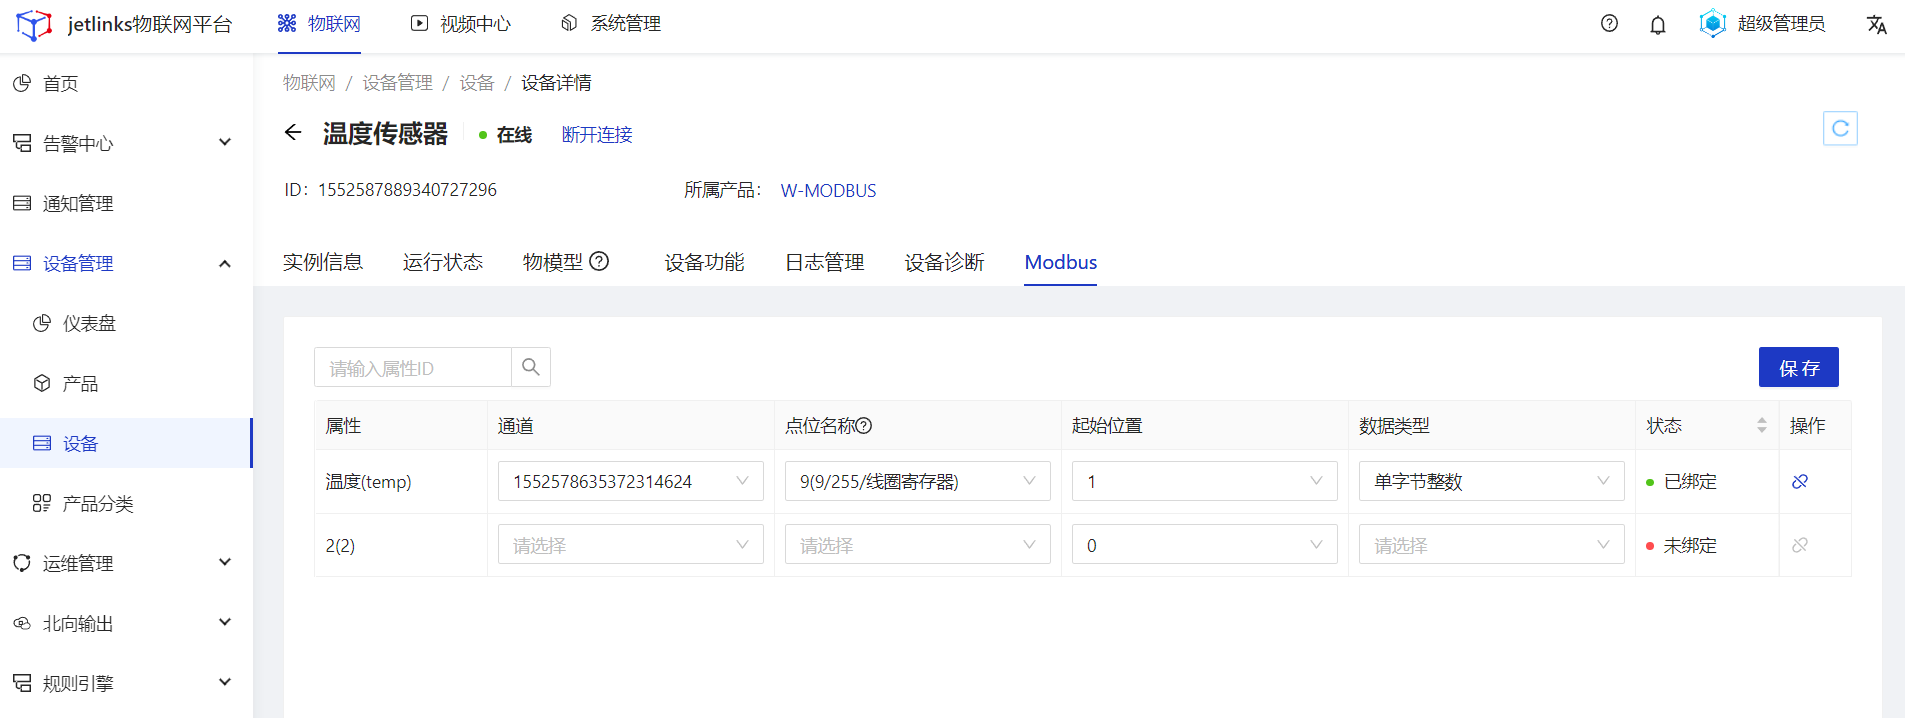 jetlinks物联网平台 物联网 视频中心 系统管理 超级管理员
首页
告警中心
通知管理
设备管理
仪表盘
产品
设备
产品分类
运维管理
北向输出
规则引擎
物联网 / 设备管理 / 设备 / 设备详情
温度传感器 在线 断开连接
ID：1552587889340727296 所属产品： W-MODBUS
实例信息 运行状态 物模型 设备功能 日志管理 设备诊断 Modbus
请输入属性ID 保存
属性 通道 点位名称 起始位置 数据类型 状态 操作
温度(temp) 1552578635372314624 9(9/255/线圈寄存器) 1 单字节整数 已绑定
2(2) 请选择 请选择 0 请选择 未绑定